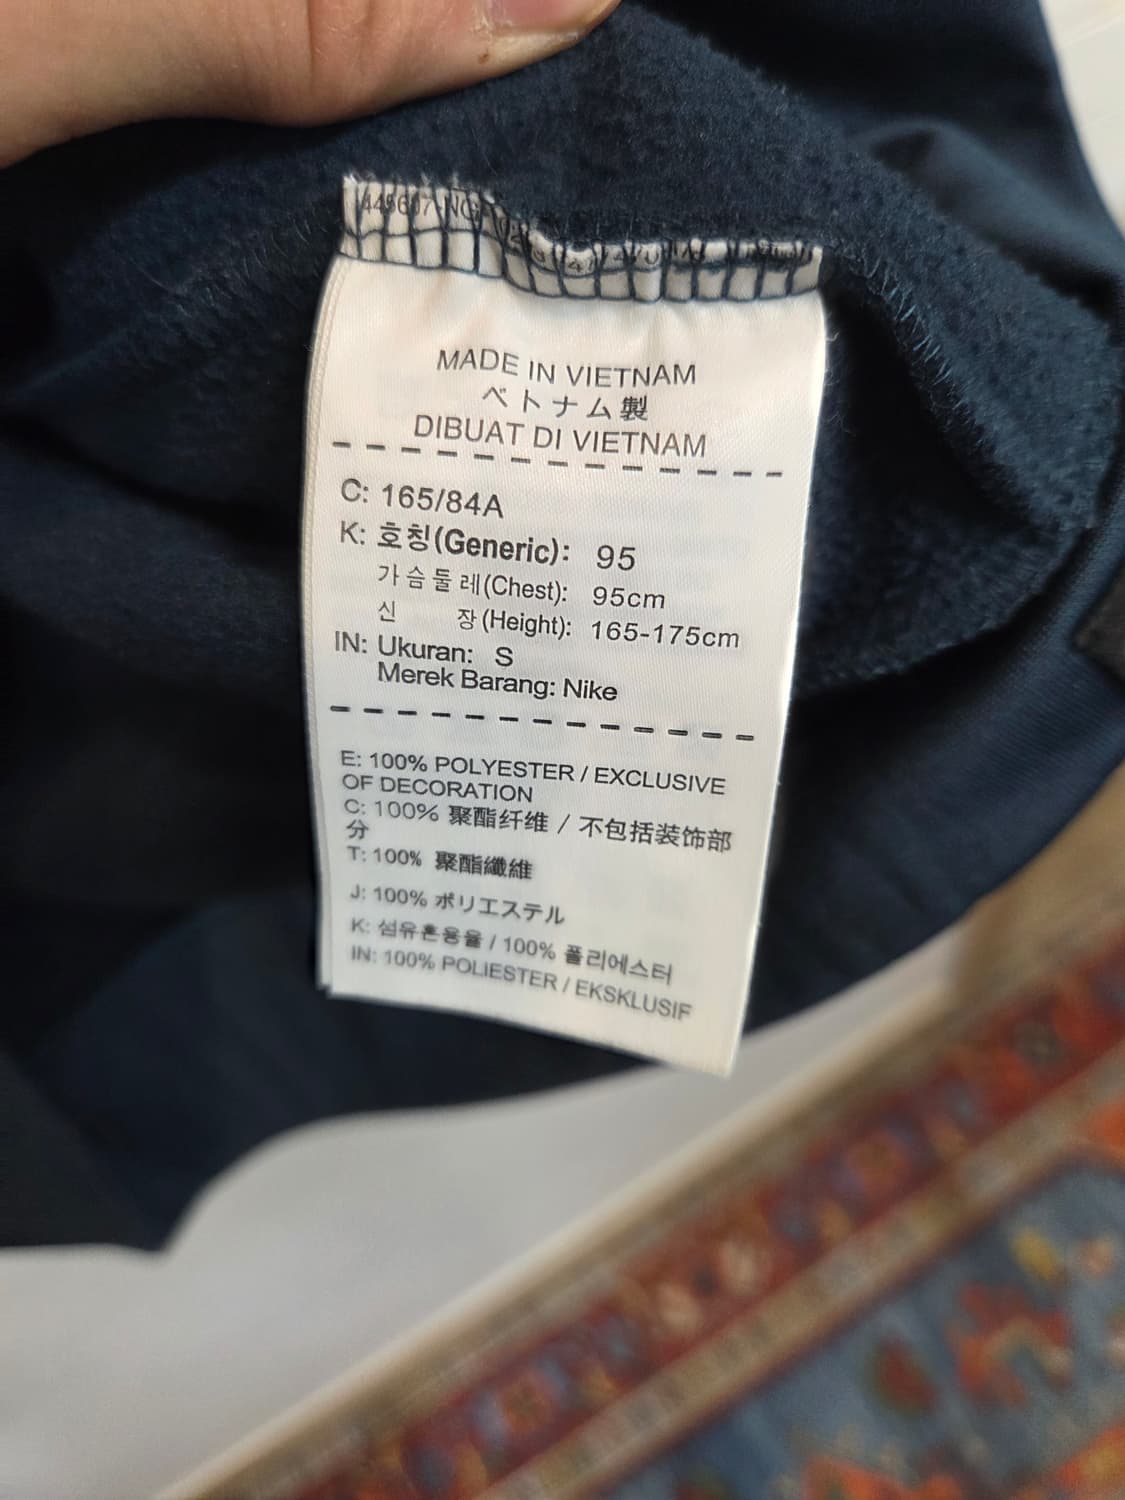 MADE IN VIETNAM
ベトナム製
DIBUAT DI VIETNAM
C: 165/84A
K: 호칭(Generic): 95
가슴둘레(Chest): 95cm
신 장(Height): 165-175cm
IN: Ukuran: S
Merek Barang: Nike
E: 100% POLYESTER / EXCLUSIVE
OF DECORATION
C: 100% 聚酯纤维 / 不包括装饰部
分
T: 100% 聚酯纖維
J: 100% ポリエステル
K: 섬유혼용율 / 100% 폴리에스터
IN: 100% POLIESTER / EKSKLUSIF